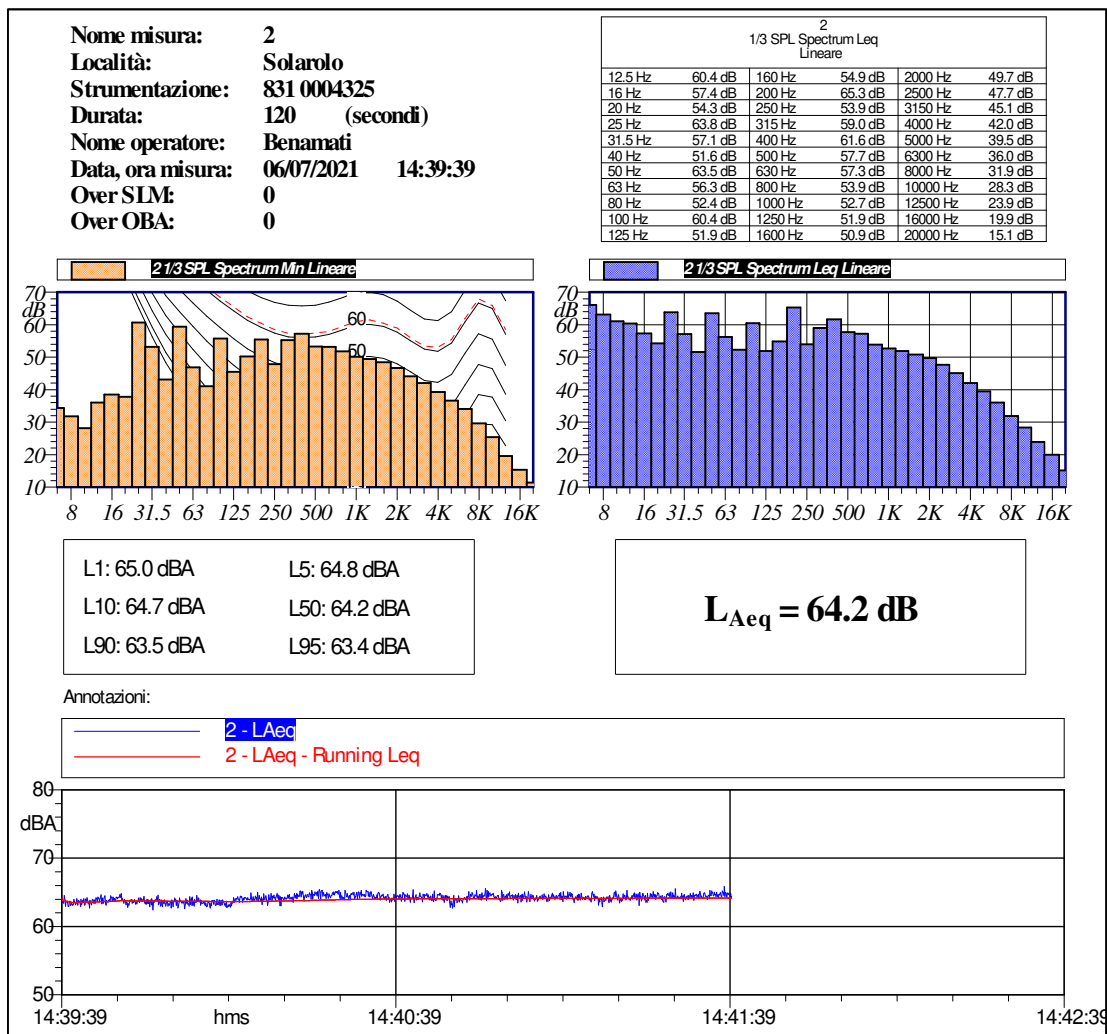 Nome misura: 2
Località: Solarolo
Strumentazione: 831 0004325
Durata: 120 (secondi)
Nome operatore: Benamati
Data, ora misura: 06/07/2021 14:39:39
Over SLM: 0
Over OBA: 0
2
1/3 SPL Spectrum Leq
Lineare
12.5 Hz 60.4 dB 160 Hz 54.9 dB 2000 Hz 49.7 dB
16 Hz 57.4 dB 200 Hz 65.3 dB 2500 Hz 47.7 dB
20 Hz 54.3 dB 250 Hz 53.9 dB 3150 Hz 45.1 dB
25 Hz 63.8 dB 315 Hz 59.0 dB 4000 Hz 42.0 dB
31.5 Hz 57.1 dB 400 Hz 61.6 dB 5000 Hz 39.5 dB
40 Hz 51.6 dB 500 Hz 57.7 dB 6300 Hz 36.0 dB
50 Hz 63.5 dB 630 Hz 57.3 dB 8000 Hz 31.9 dB
63 Hz 56.3 dB 800 Hz 53.9 dB 10000 Hz 28.3 dB
80 Hz 52.4 dB 1000 Hz 52.7 dB 12500 Hz 23.9 dB
100 Hz 60.4 dB 1250 Hz 51.9 dB 16000 Hz 19.9 dB
125 Hz 51.9 dB 1600 Hz 50.9 dB 20000 Hz 15.1 dB
2 1/3 SPL Spectrum Min Lineare
70
dB
60
50
40
30
20
10
60
50
8 16 31.5 63 125 250 500 1K 2K 4K 8K 16K
2 1/3 SPL Spectrum Leq Lineare
70
dB
60
50
40
30
20
10
8 16 31.5 63 125 250 500 1K 2K 4K 8K 16K
L1: 65.0 dBA L5: 64.8 dBA
L10: 64.7 dBA L50: 64.2 dBA
L90: 63.5 dBA L95: 63.4 dBA
LAeq = 64.2 dB
Annotazioni:
2 - LAeq
2 - LAeq - Running Leq
80
dBA
70
60
50
14:39:39 hms 14:40:39 14:41:39 14:42:39